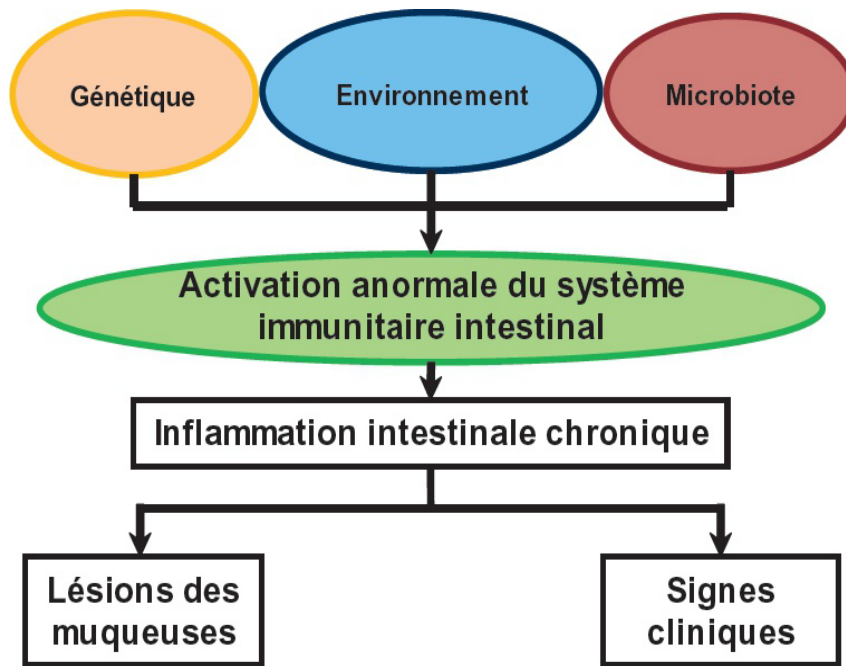 Génétique
Environnement
Microbiote
Activation anormale du système
immunitaire intestinal
Inflammation intestinale chronique
Lésions des
muqueuses
Signes
cliniques